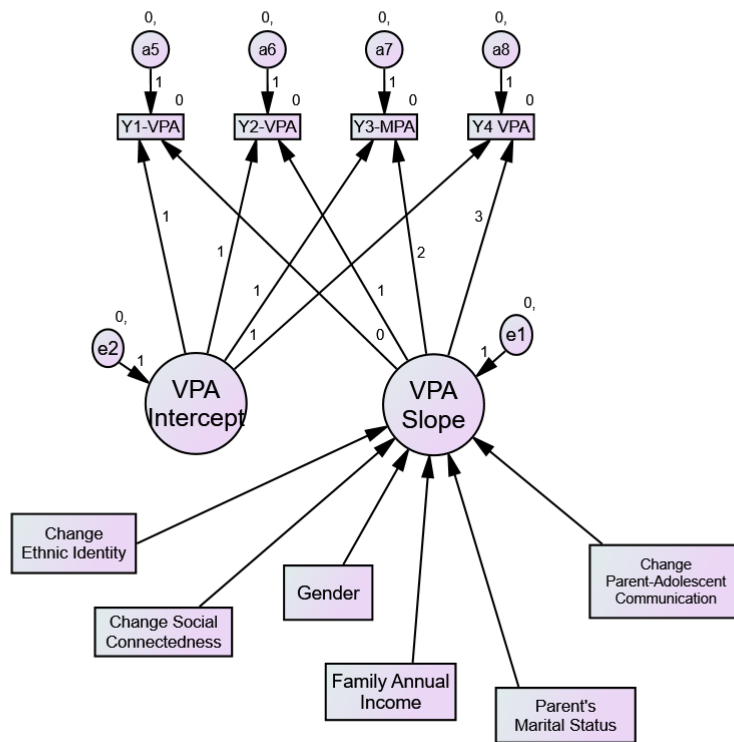 0, 0, 0, 0,
a5 a6 a7 a8
1 1 1 1
0 0 0 0
Y1-VPA Y2-VPA Y3-MPA Y4 VPA
1 3
1 2
1 1
0, 0,
1 0
e2 e1
1 1
VPA
Intercept
VPA
Slope
Change
Ethnic Identity
Change
Parent-Adolescent
Communication
Gender
Change Social
Connectedness
Family Annual
Income
Parent's
Marital Status